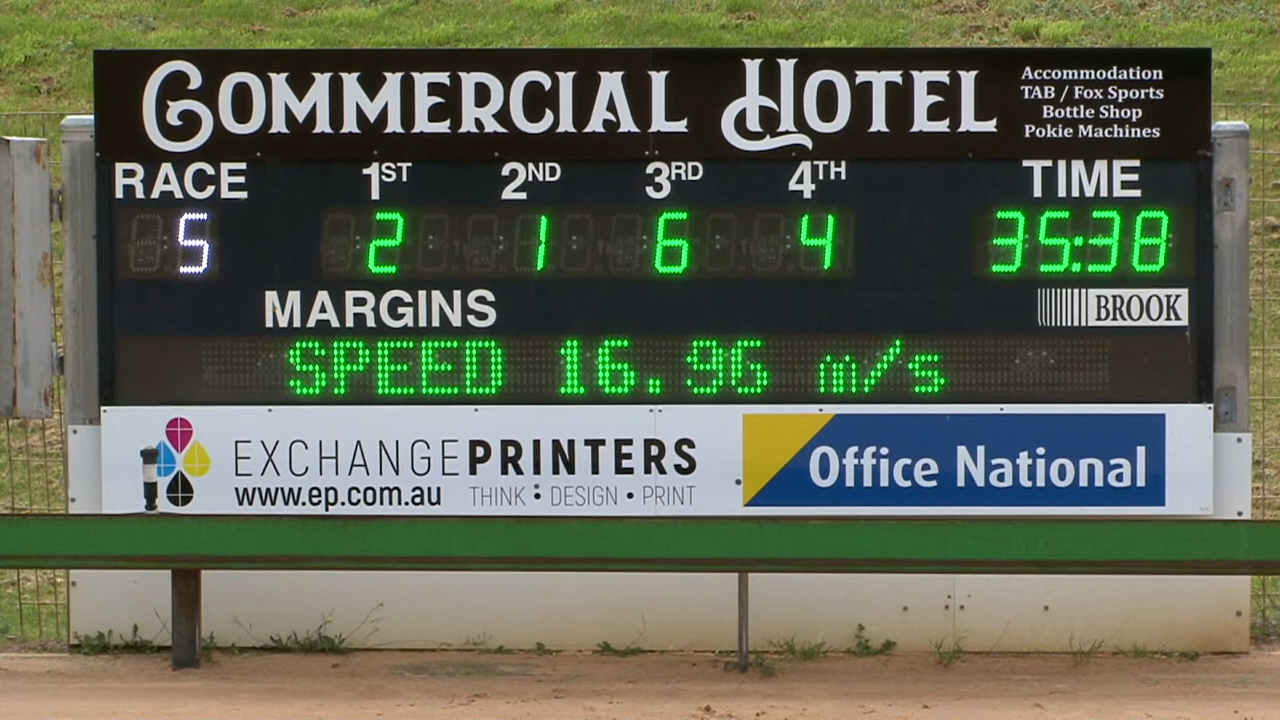 COMMERCIAL HOTEL
Accommodation
TAB / Fox Sports
Bottle Shop
Pokie Machines
RACE 1ST 2ND 3RD 4TH TIME
5 2 1 6 4 35:38
MARGINS
BROOK
SPEED 16.96 m/s
EXCHANGEPRINTERS
www.ep.com.au THINK • DESIGN • PRINT
Office National